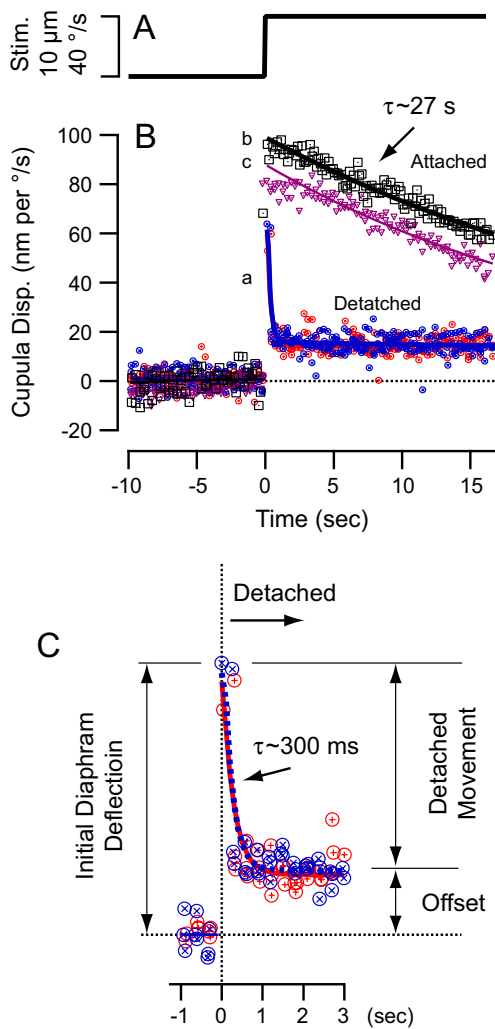 A
Stim.
10 µm
40 °/s
B
τ~27 s
b
c
Attached
a
Detatched
Cupula Disp. (nm per °/s)
100
80
60
40
20
0
-20
-10
-5
0
5
10
15
Time (sec)
C
Detached
τ~300 ms
Initial Diaphram
Deflectioin
Detached
Movement
Offset
-1
0
1
2
3
(sec)